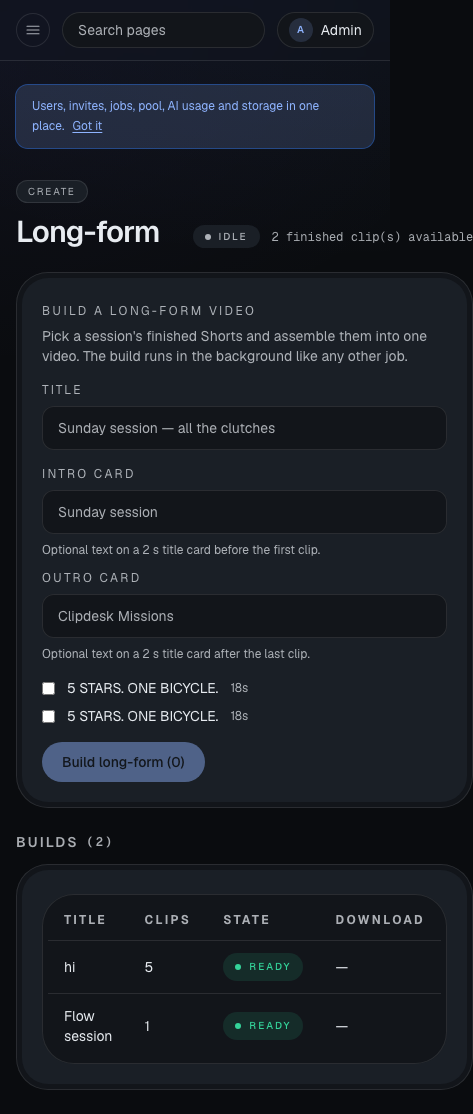 Search pages
A Admin
Users, invites, jobs, pool, AI usage and storage in one
place. Got it
CREATE
Long-form
IDLE
2 finished clip(s) available
BUILD A LONG-FORM VIDEO
Pick a session's finished Shorts and assemble them into one
video. The build runs in the background like any other job.
TITLE
Sunday session — all the clutches
INTRO CARD
Sunday session
Optional text on a 2 s title card before the first clip.
OUTRO CARD
Clipdesk Missions
Optional text on a 2 s title card after the last clip.
5 STARS. ONE BICYCLE. 18s
5 STARS. ONE BICYCLE. 18s
Build long-form (0)
BUILDS (2)
TITLE CLIPS STATE DOWNLOAD
hi 5 READY —
Flow
session 1 READY —